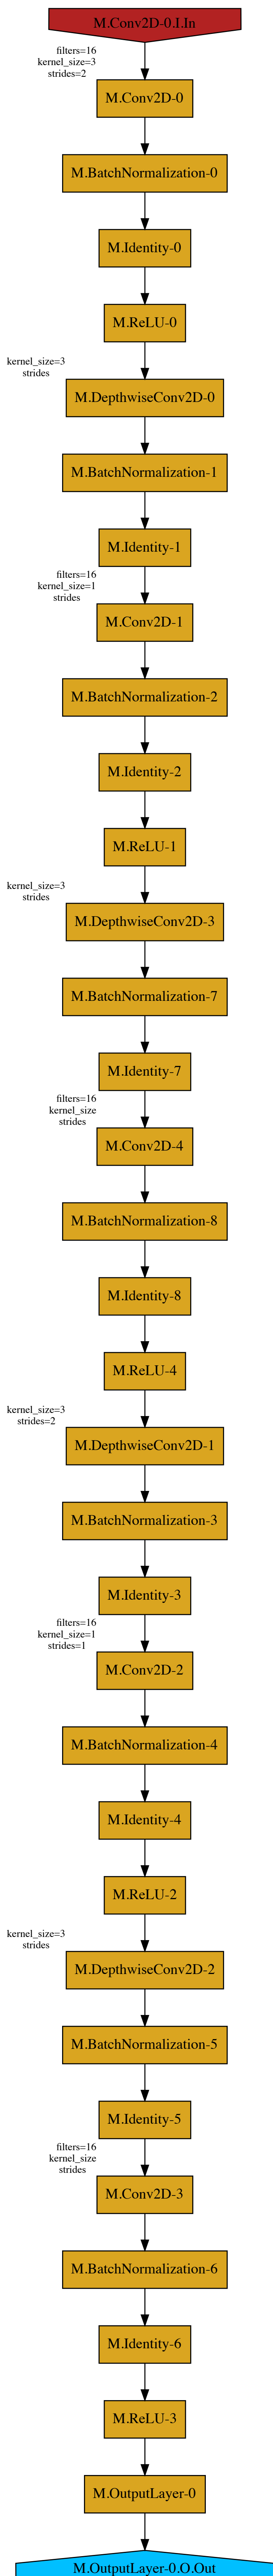 M.Conv2D-0.I.In
filters=16
kernel_size=3
strides=2
M.Conv2D-0
M.BatchNormalization-0
M.Identity-0
M.ReLU-0
kernel_size=3
strides
M.DepthwiseConv2D-0
M.BatchNormalization-1
M.Identity-1
filters=16
kernel_size=1
strides
M.Conv2D-1
M.BatchNormalization-2
M.Identity-2
M.ReLU-1
kernel_size=3
strides
M.DepthwiseConv2D-3
M.BatchNormalization-7
M.Identity-7
filters=16
kernel_size
strides
M.Conv2D-4
M.BatchNormalization-8
M.Identity-8
M.ReLU-4
kernel_size=3
strides=2
M.DepthwiseConv2D-1
M.BatchNormalization-3
M.Identity-3
filters=16
kernel_size=1
strides=1
M.Conv2D-2
M.BatchNormalization-4
M.Identity-4
M.ReLU-2
kernel_size=3
strides
M.DepthwiseConv2D-2
M.BatchNormalization-5
M.Identity-5
filters=16
kernel_size
strides
M.Conv2D-3
M.BatchNormalization-6
M.Identity-6
M.ReLU-3
M.OutputLayer-0
M.OutputLayer-0.O.Out